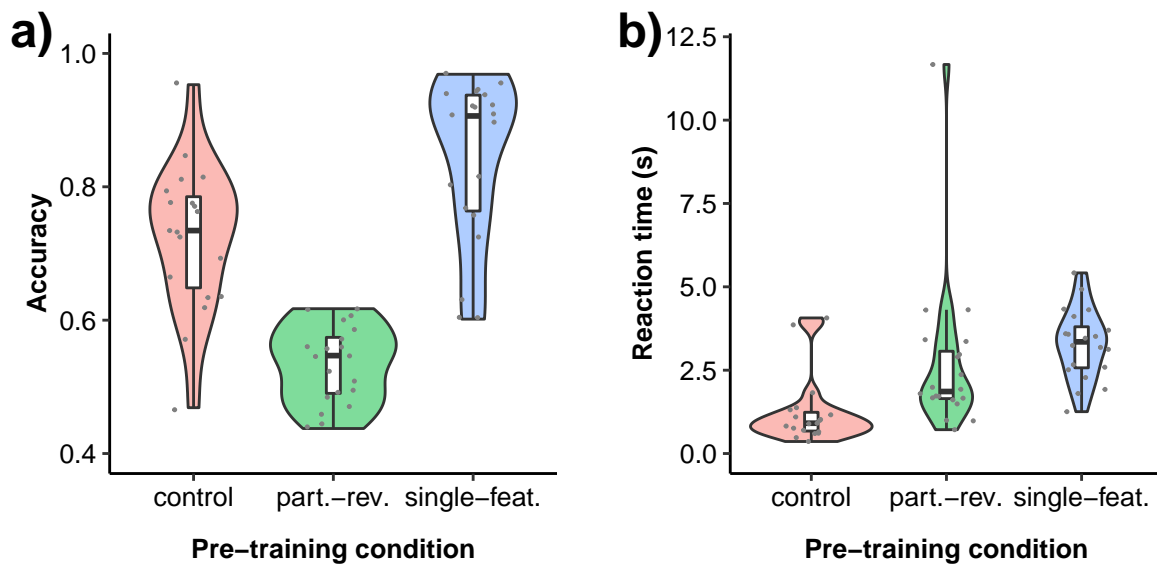 a)
Accuracy
1.0
0.8
0.6
0.4
control part.−rev. single−feat.
Pre−training condition
b)
Reaction time (s)
12.5
10.0
7.5
5.0
2.5
0.0
control part.−rev. single−feat.
Pre−training condition